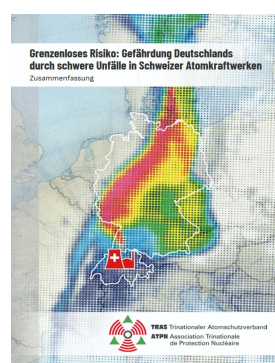 Grenzenloses Risiko: Gefährdung Deutschlands
durch schwere Unfälle in Schweizer Atomkraftwerken
Zusammenfassung
TRAS Trinationaler Atomschutzverband
ATPN Association Trinationale
de Protection Nucléaire